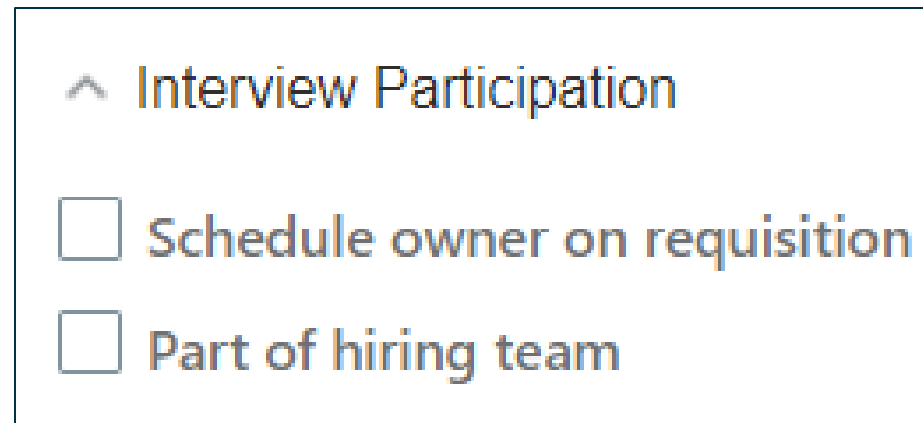 Interview Participation
Schedule owner on requisition
Part of hiring team